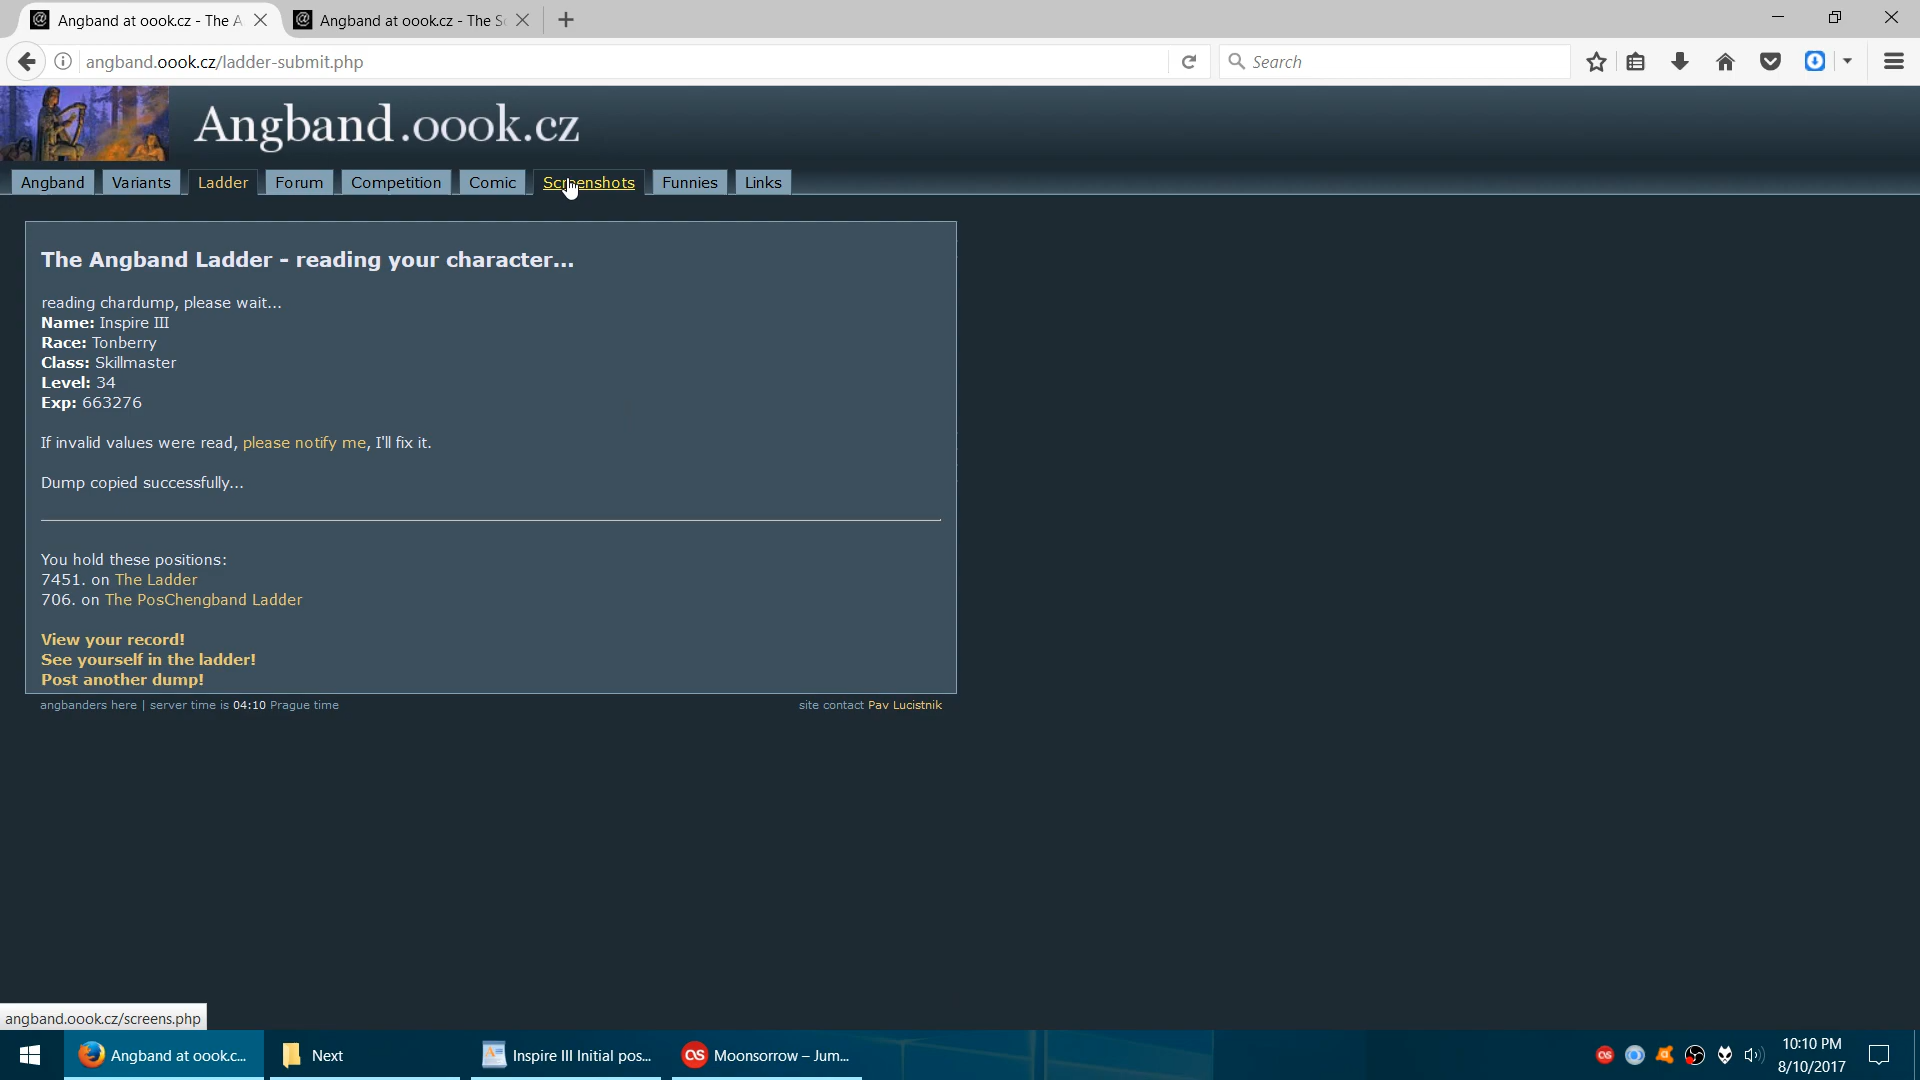 Angband at oook.cz - The A
Angband at oook.cz - The S
angband.oook.cz/ladder-submit.php
Search
Angband.oook.cz
Angband
Variants
Ladder
Forum
Competition
Comic
Screenshots
Funnies
Links
The Angband Ladder - reading your character...
reading chardump, please wait...
Name: Inspire III
Race: Tonberry
Class: Skillmaster
Level: 34
Exp: 663276
If invalid values were read, please notify me, I'll fix it.
Dump copied successfully...
You hold these positions:
7451. on The Ladder
706. on The PosChengband Ladder
View your record!
See yourself in the ladder!
Post another dump!
angbanders here | server time is 04:10 Prague time
site contact Pav Lucistnik
angband.oook.cz/screens.php
Angband at oook.c...
Next
Inspire III Initial pos...
Moonsorrow – Jum...
10:10 PM
8/10/2017